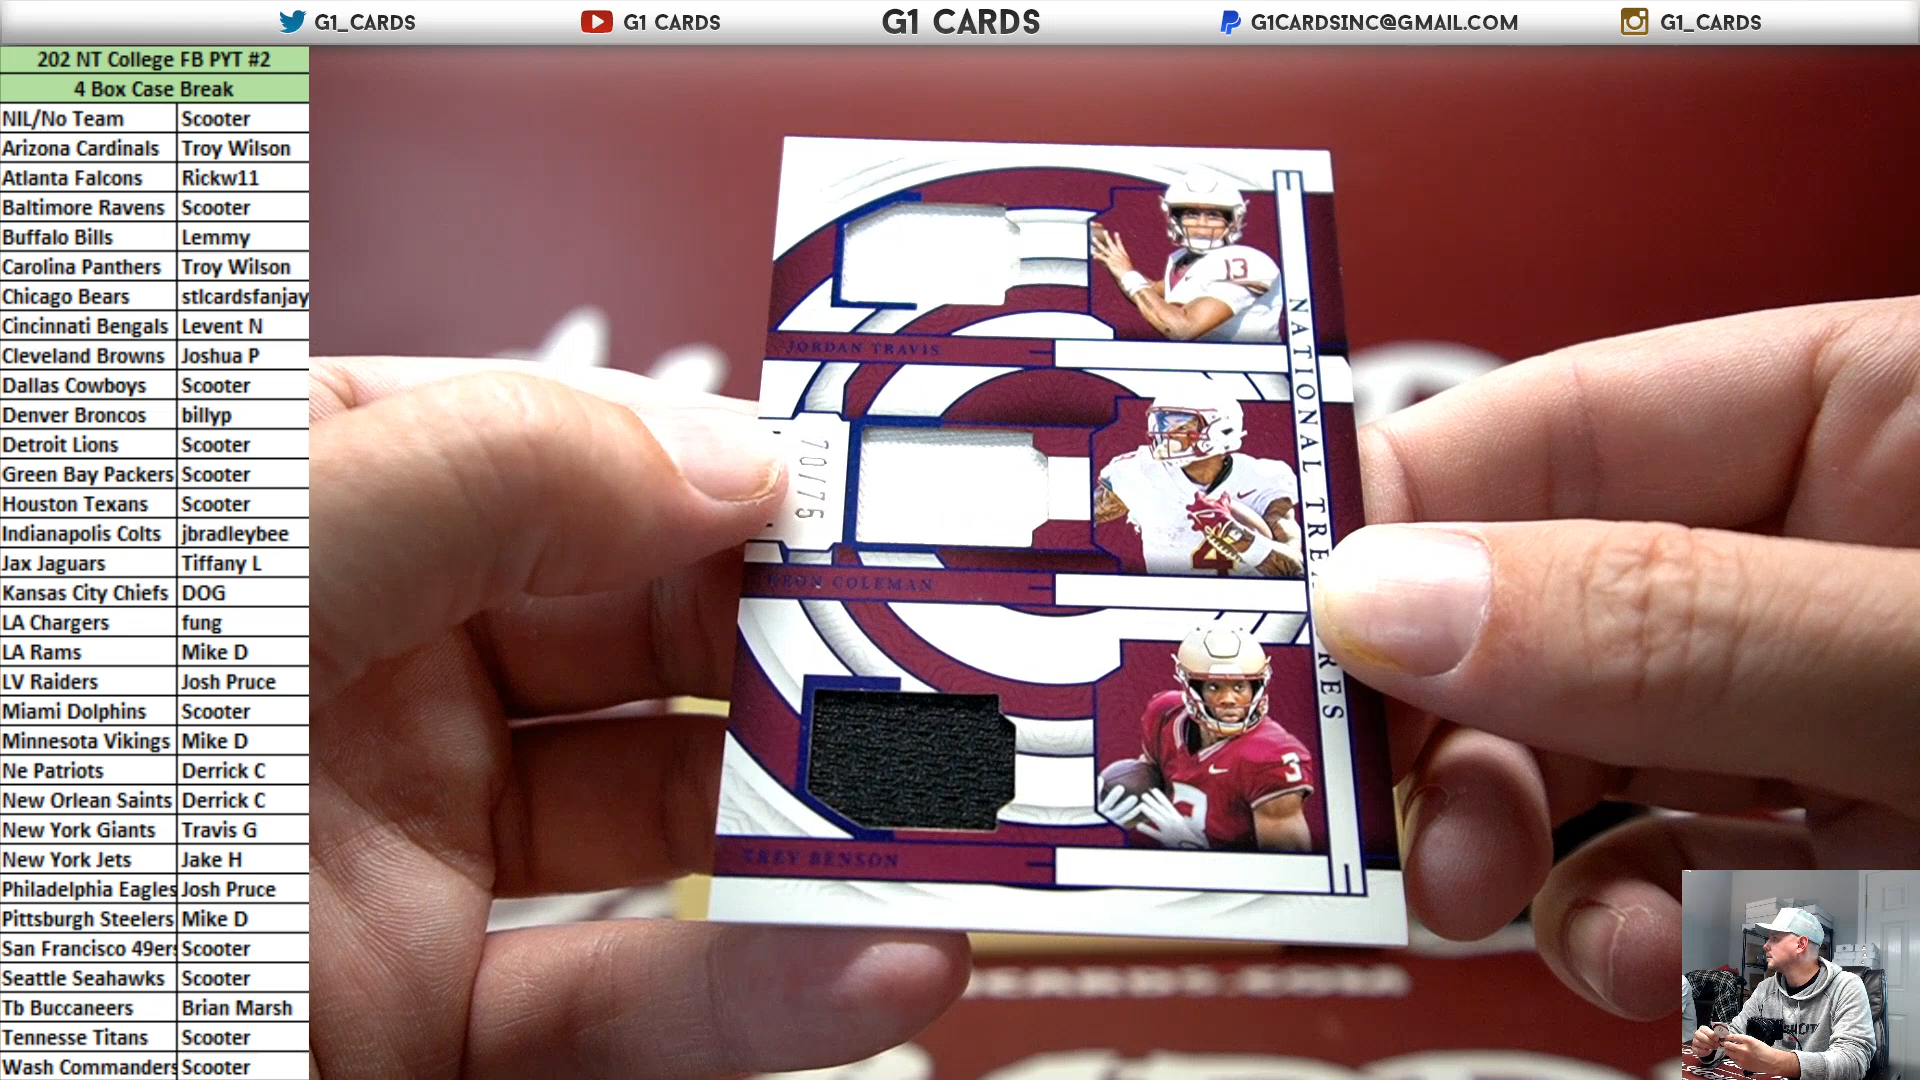 G1_CARDS
G1 CARDS
G1 CARDS
G1CARDSINC@GMAIL.COM
G1_CARDS
202 NT College FB PYT #2
4 Box Case Break
NIL/No Team Scooter
Arizona Cardinals Troy Wilson
Atlanta Falcons Rickw11
Baltimore Ravens Scooter
Buffalo Bills Lemmy
Carolina Panthers Troy Wilson
Chicago Bears stlcardsfanjay
Cincinnati Bengals Levent N
Cleveland Browns Joshua P
Dallas Cowboys Scooter
Denver Broncos billyp
Detroit Lions Scooter
Green Bay Packers Scooter
Houston Texans Scooter
Indianapolis Colts jbradleybee
Jax Jaguars Tiffany L
Kansas City Chiefs DOG
LA Chargers fung
LA Rams Mike D
LV Raiders Josh Pruce
Miami Dolphins Scooter
Minnesota Vikings Mike D
Ne Patriots Derrick C
New Orlean Saints Derrick C
New York Giants Travis G
New York Jets Jake H
Philadelphia Eagles Josh Pruce
Pittsburgh Steelers Mike D
San Francisco 49ers Scooter
Seattle Seahawks Scooter
Tb Buccaneers Brian Marsh
Tennesse Titans Scooter
Wash Commanders Scooter
13
JORDAN TRAVIS
70/75
4
COLEMAN
3
TREY BENSON
NATIONAL